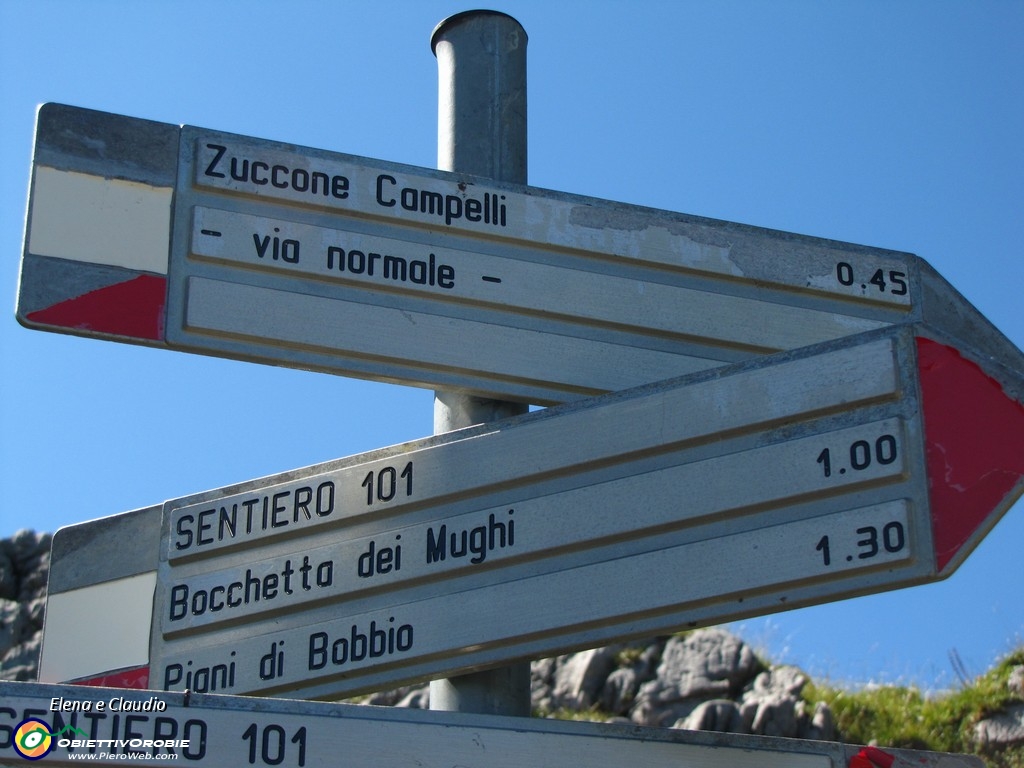 Zuccone Campelli 0.45
- via normale -
SENTIERO 101
Bocchetta dei Mughi 1.00
Piani di Bobbio 1.30
SENTIERO 101
Elena e Claudio
OBIETTIVOROBIE
www.PieroWeb.com